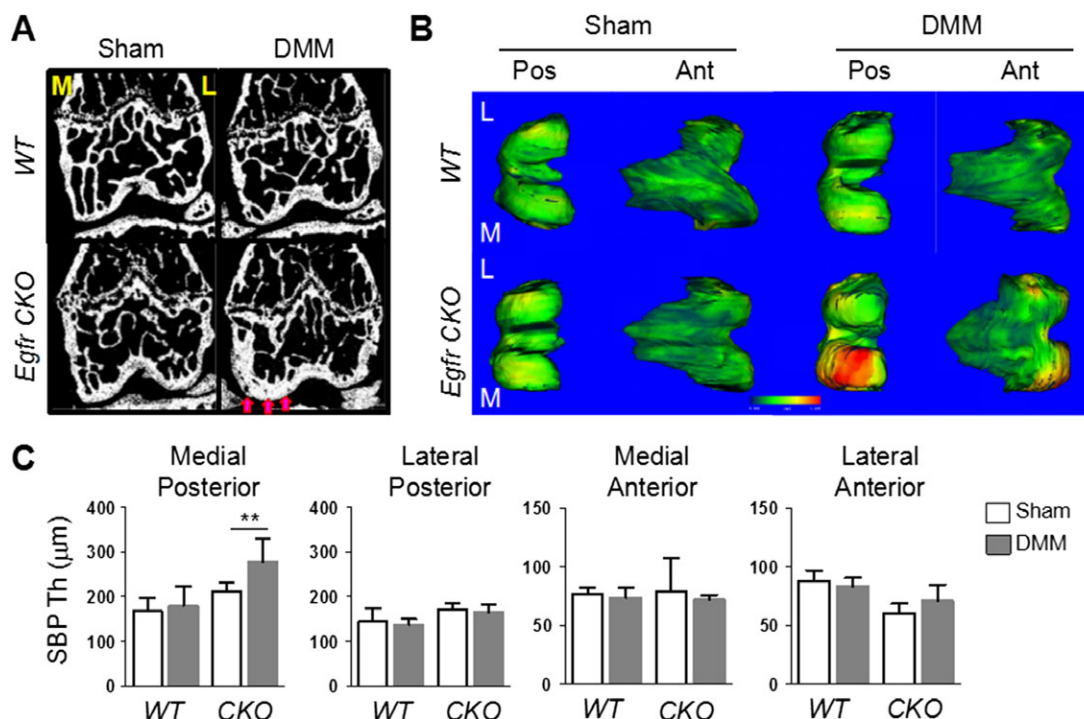 A
Sham
DMM
M
L
WT
Egfr CKO
B
Sham
DMM
Pos
Ant
Pos
Ant
L
WT
M
L
Egfr CKO
M
C
Medial
Posterior
Lateral
Posterior
Medial
Anterior
Lateral
Anterior
SBP Th (μm)
400
300
200
100
0
**
WT
CKO
400
300
200
100
0
WT
CKO
150
100
50
0
WT
CKO
150
100
50
0
WT
CKO
Sham
DMM